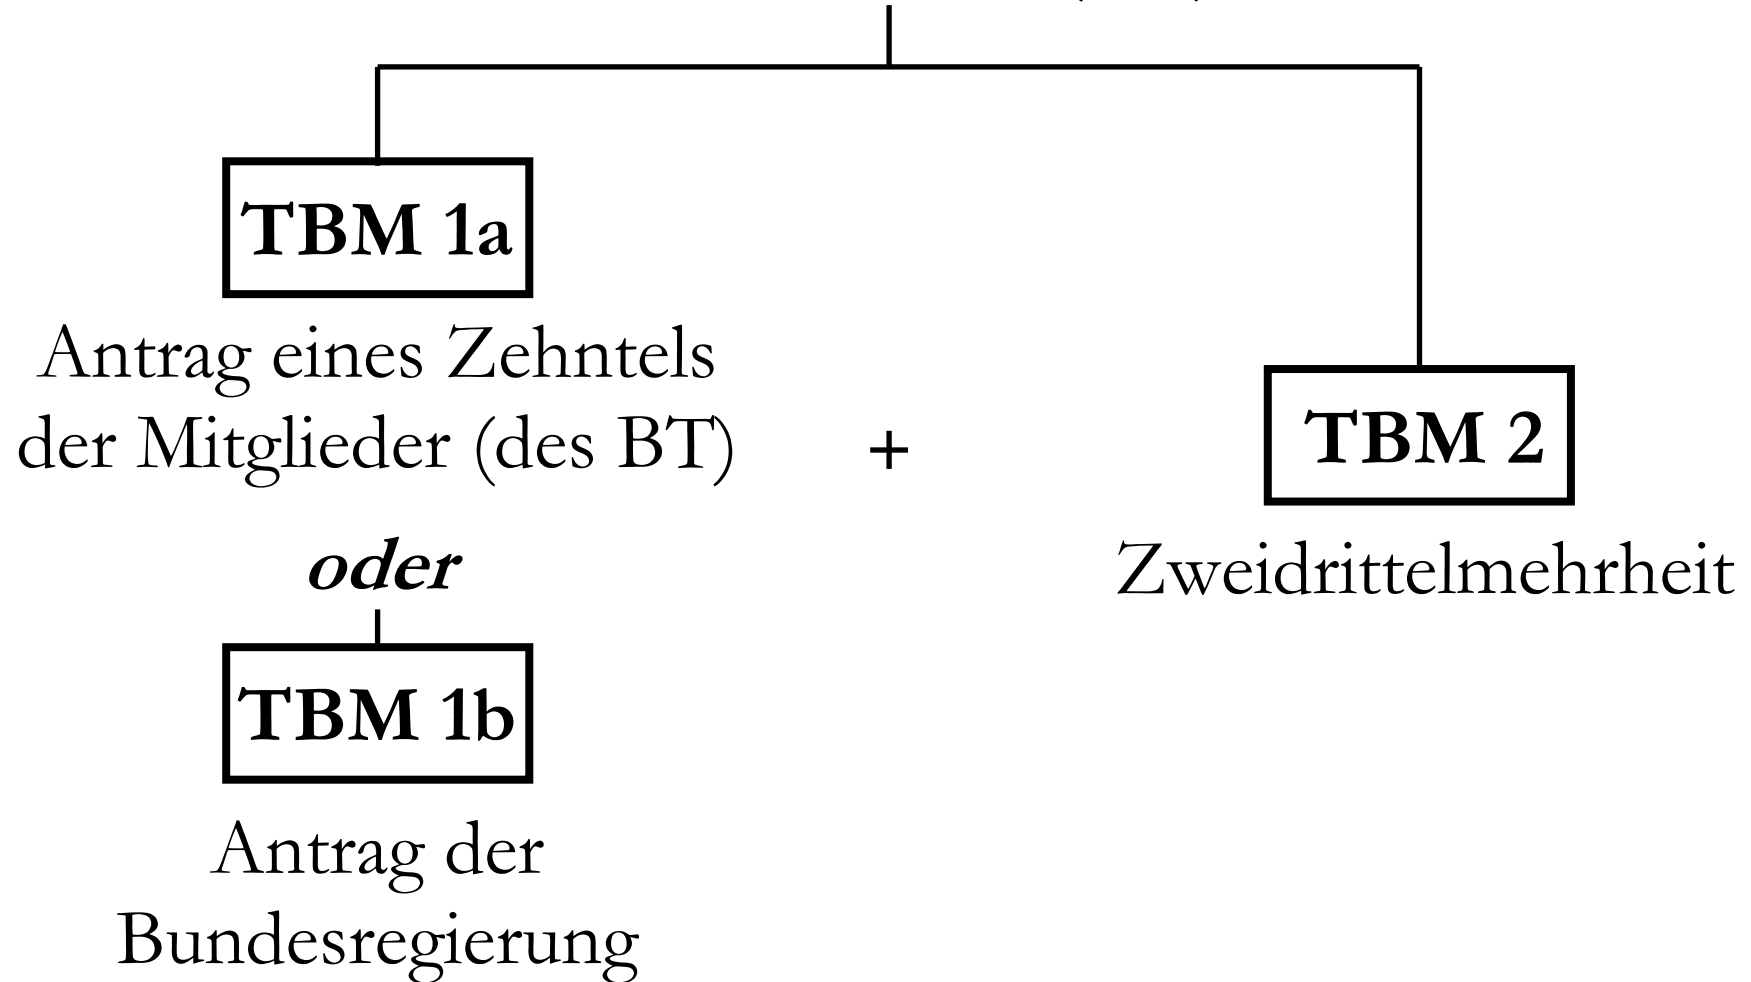 TBM 1a
Antrag eines Zehntels
der Mitglieder (des BT)
+
oder
TBM 1b
Antrag der
Bundesregierung
TBM 2
Zweidrittelmehrheit